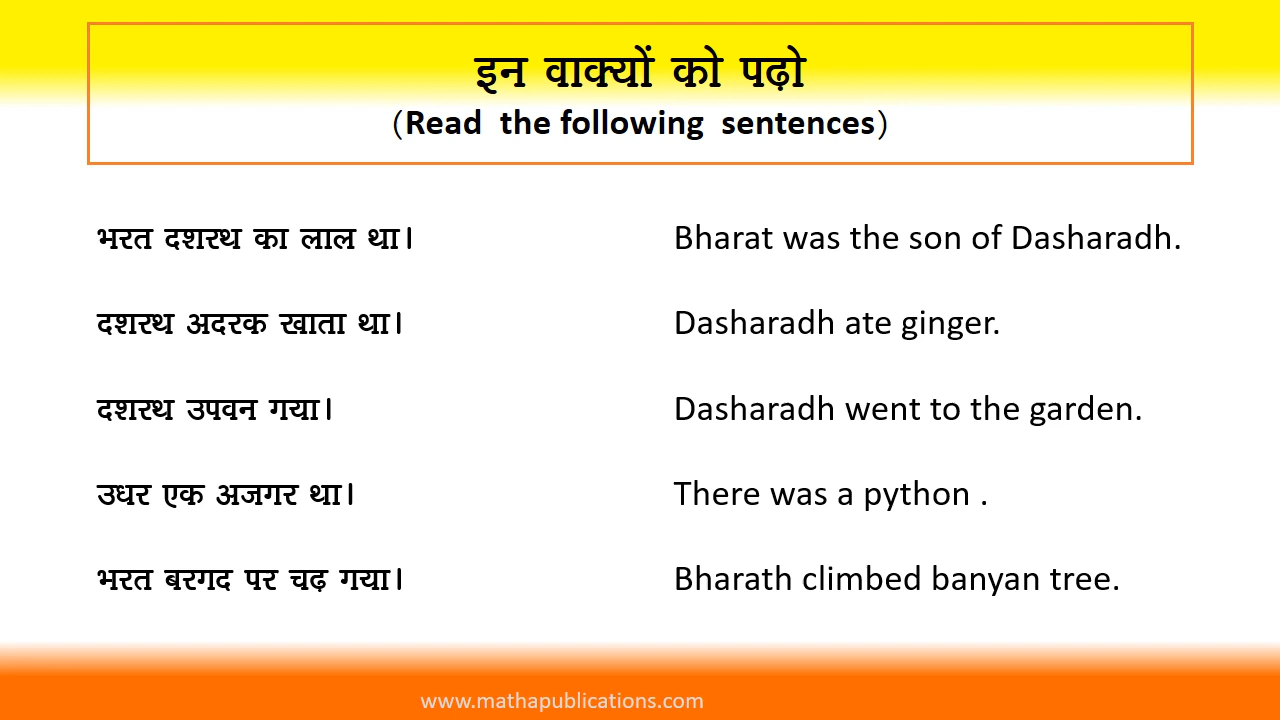 इन वाक्यों को पढ़ो
(Read the following sentences)
भरत दशरथ का लाल था। Bharat was the son of Dasharadh.
दशरथ अदरक खाता था। Dasharadh ate ginger.
दशरथ उपवन गया। Dasharadh went to the garden.
उधर एक अजगर था। There was a python .
भरत बरगद पर चढ़ गया। Bharath climbed banyan tree.
www.mathapublications.com